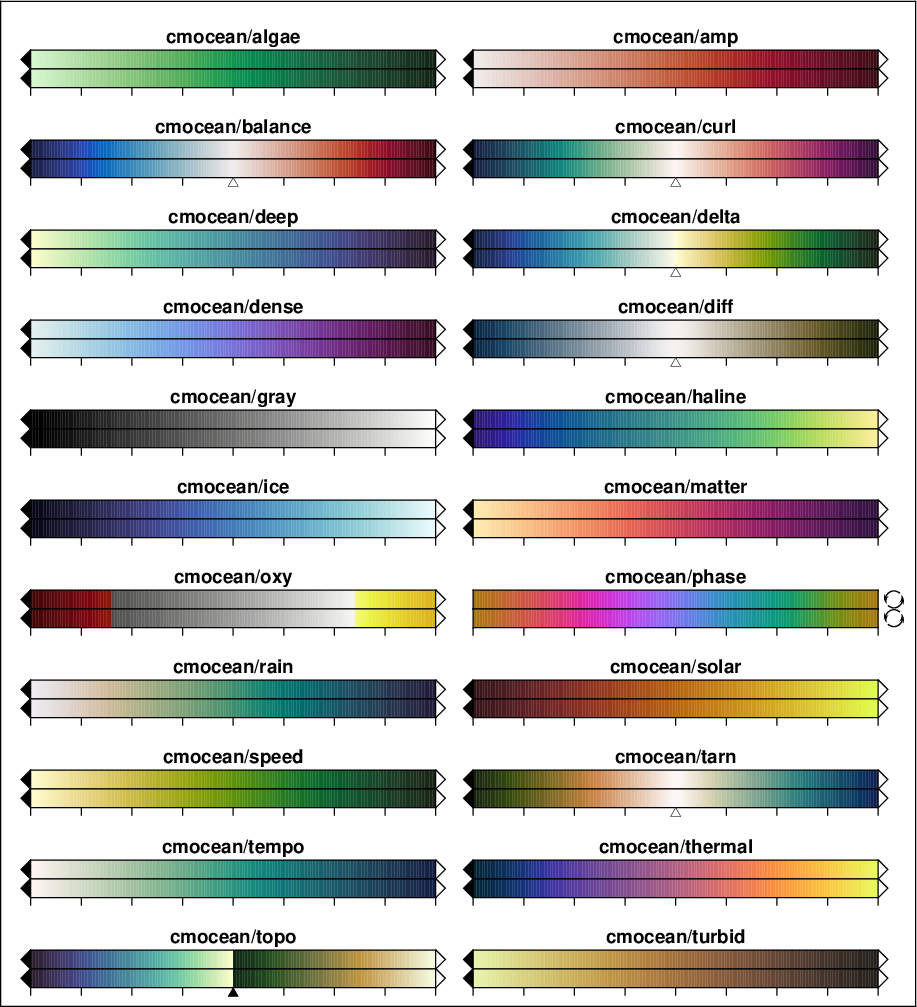 cmocean/algae
cmocean/amp
cmocean/balance
cmocean/curl
cmocean/deep
cmocean/delta
cmocean/dense
cmocean/diff
cmocean/gray
cmocean/haline
cmocean/ice
cmocean/matter
cmocean/oxy
cmocean/phase
cmocean/rain
cmocean/solar
cmocean/speed
cmocean/tarn
cmocean/tempo
cmocean/thermal
cmocean/topo
cmocean/turbid